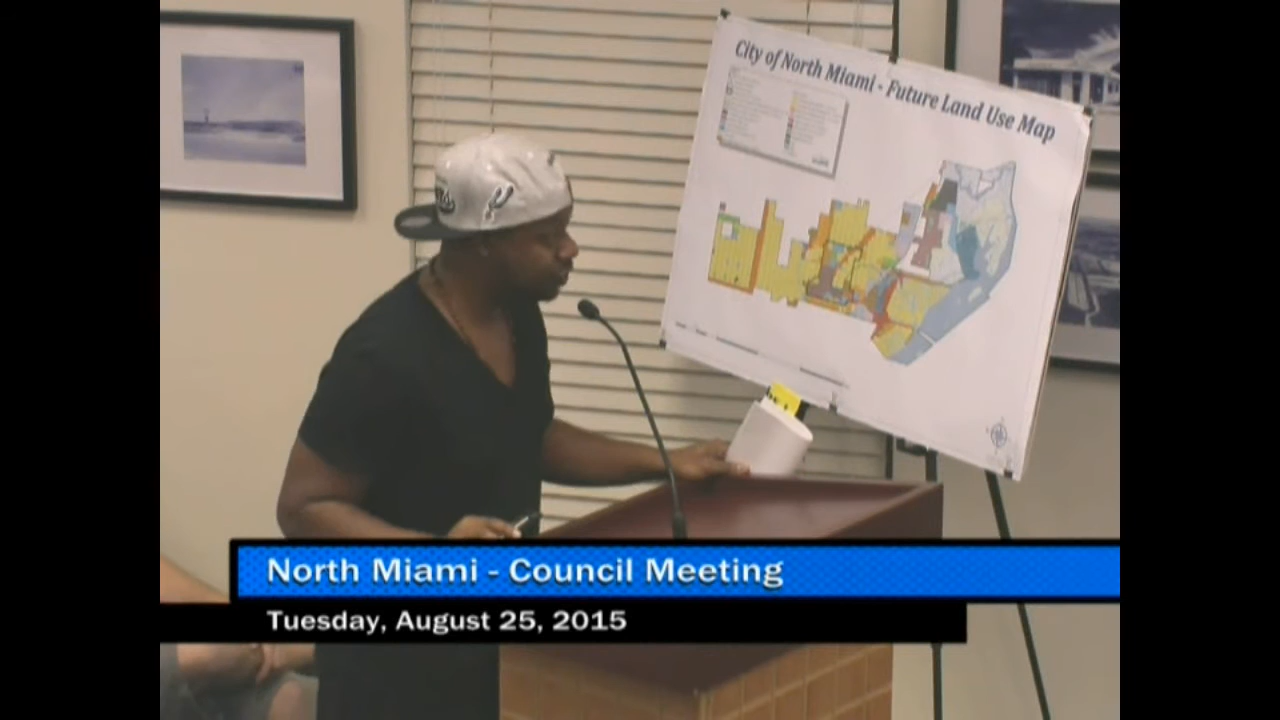 City of North Miami - Future Land Use Map
North Miami - Council Meeting
Tuesday, August 25, 2015